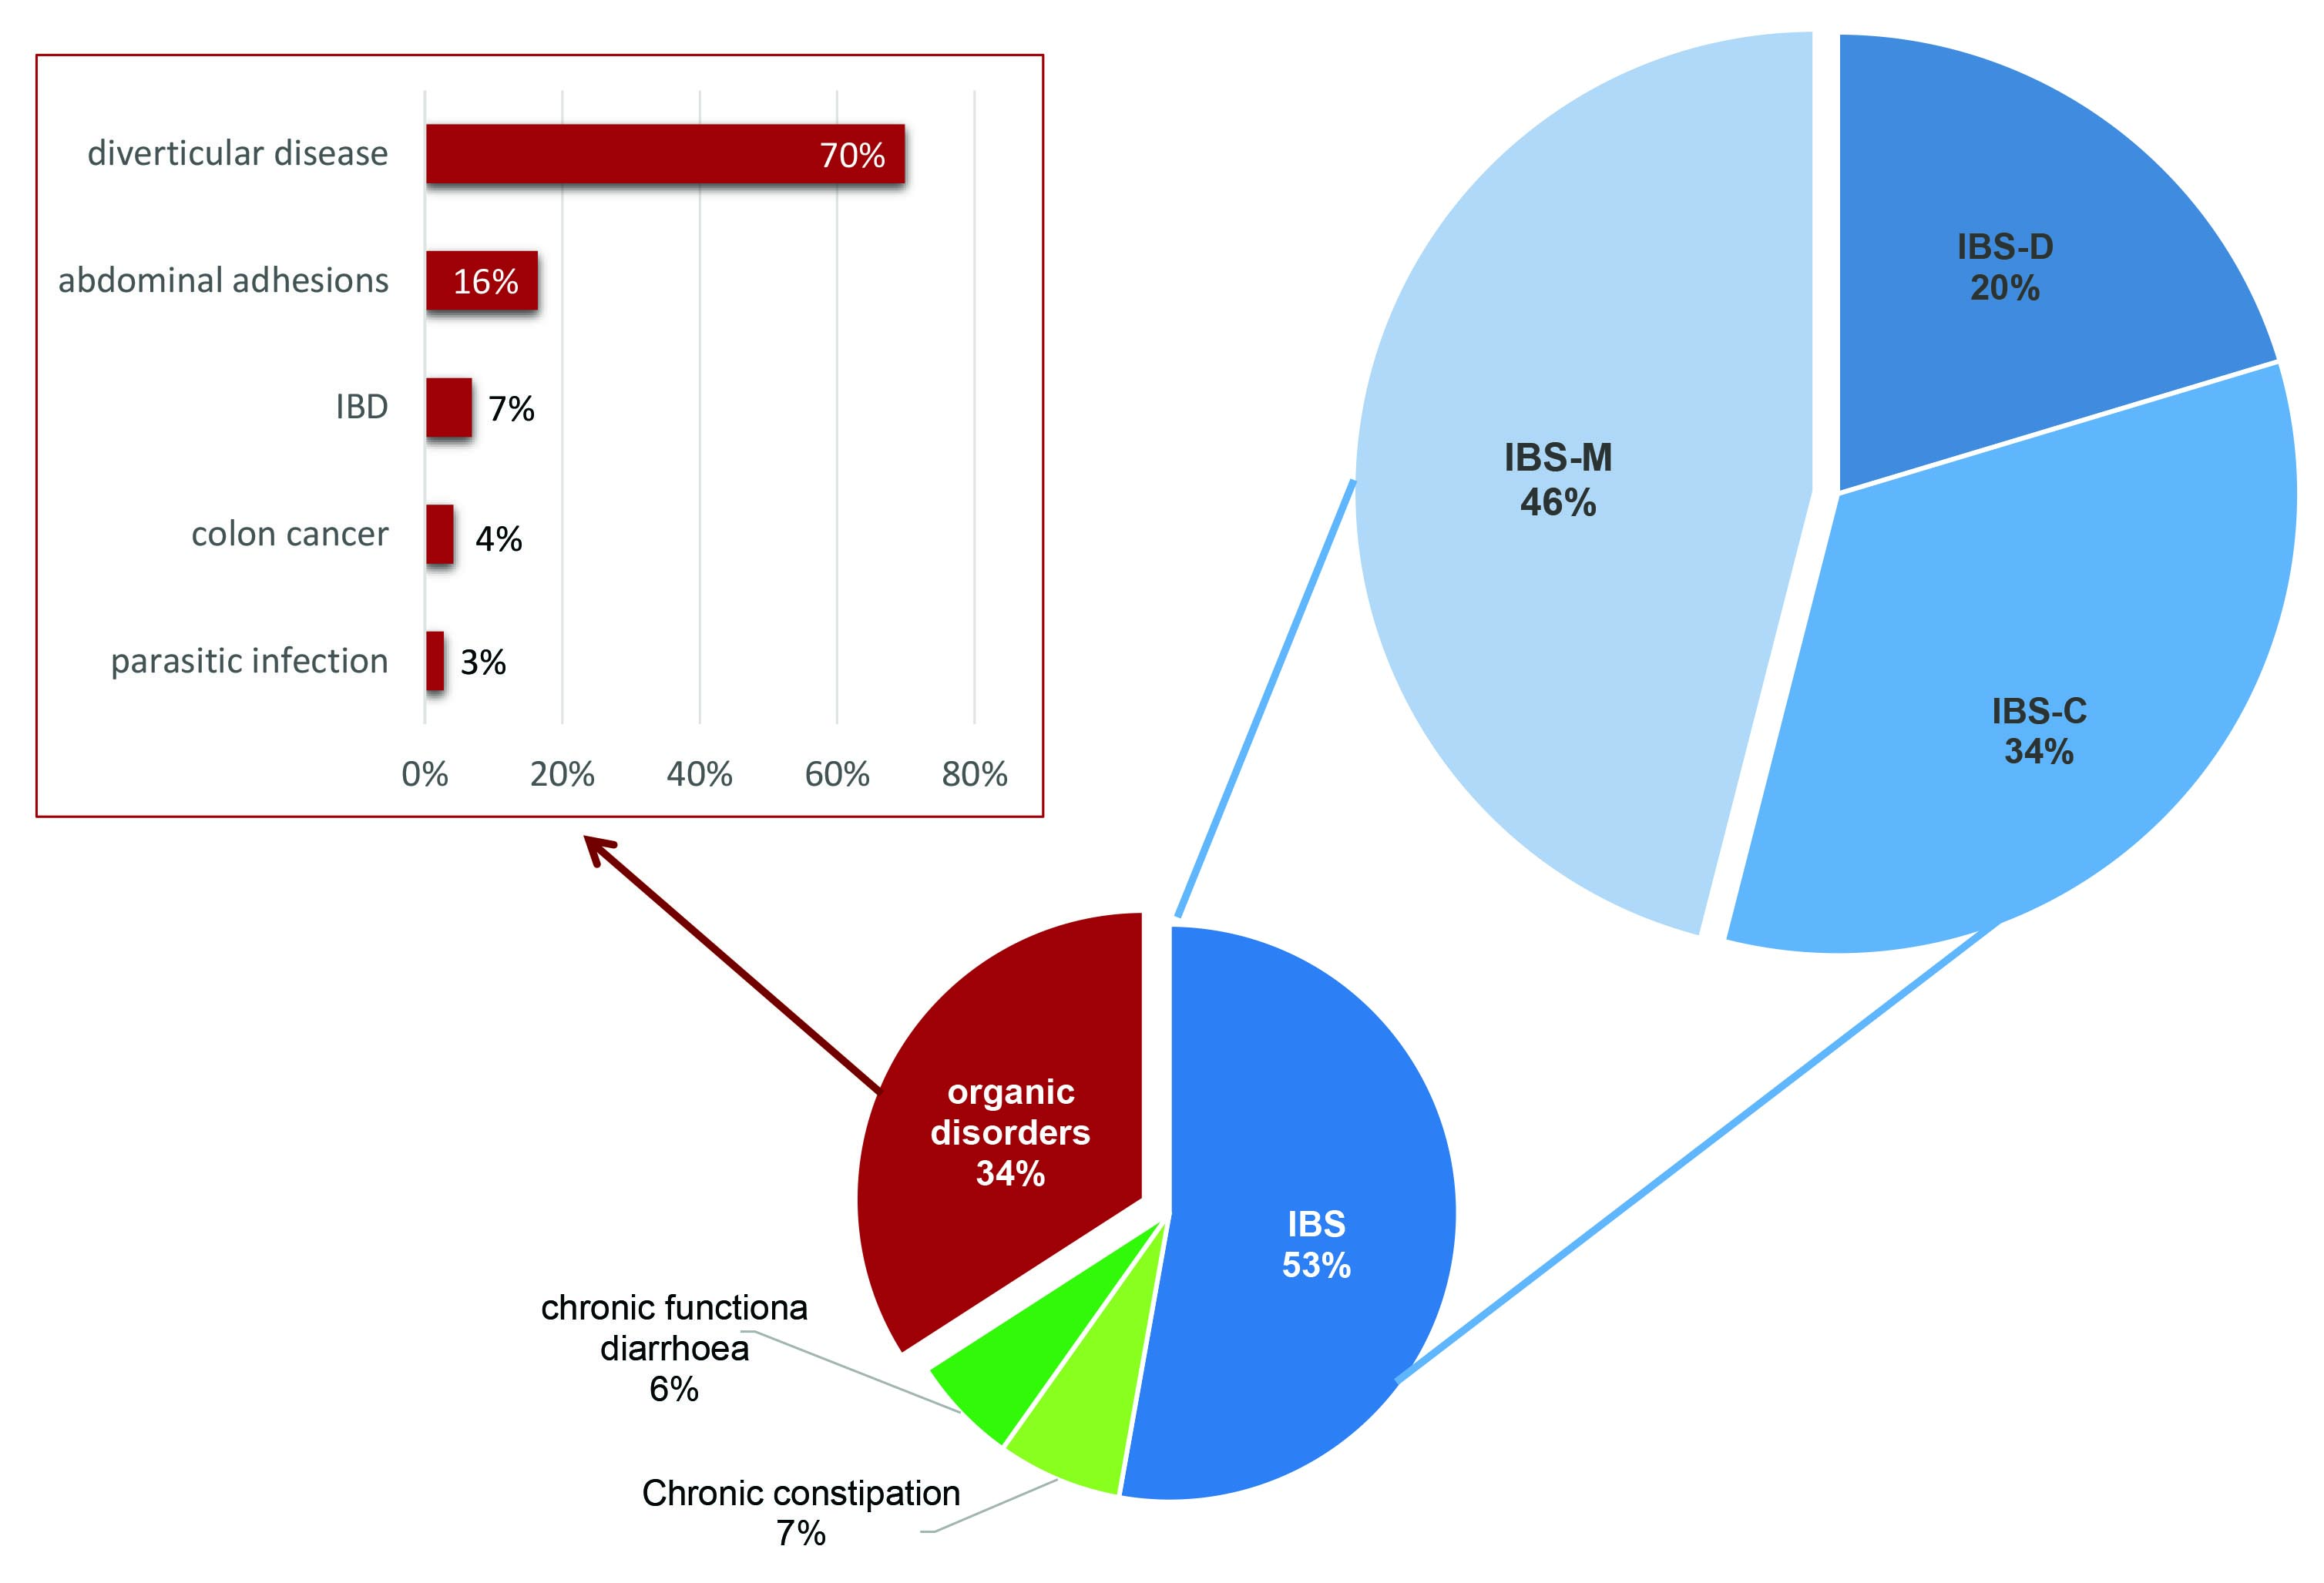 diverticular disease
70%
abdominal adhesions
16%
IBD
7%
colon cancer
4%
parasitic infection
3%
0% 20% 40% 60% 80%
IBS-D
20%
IBS-M
46%
IBS-C
34%
organic
disorders
34%
IBS
53%
chronic functiona
diarrhoea
6%
Chronic constipation
7%